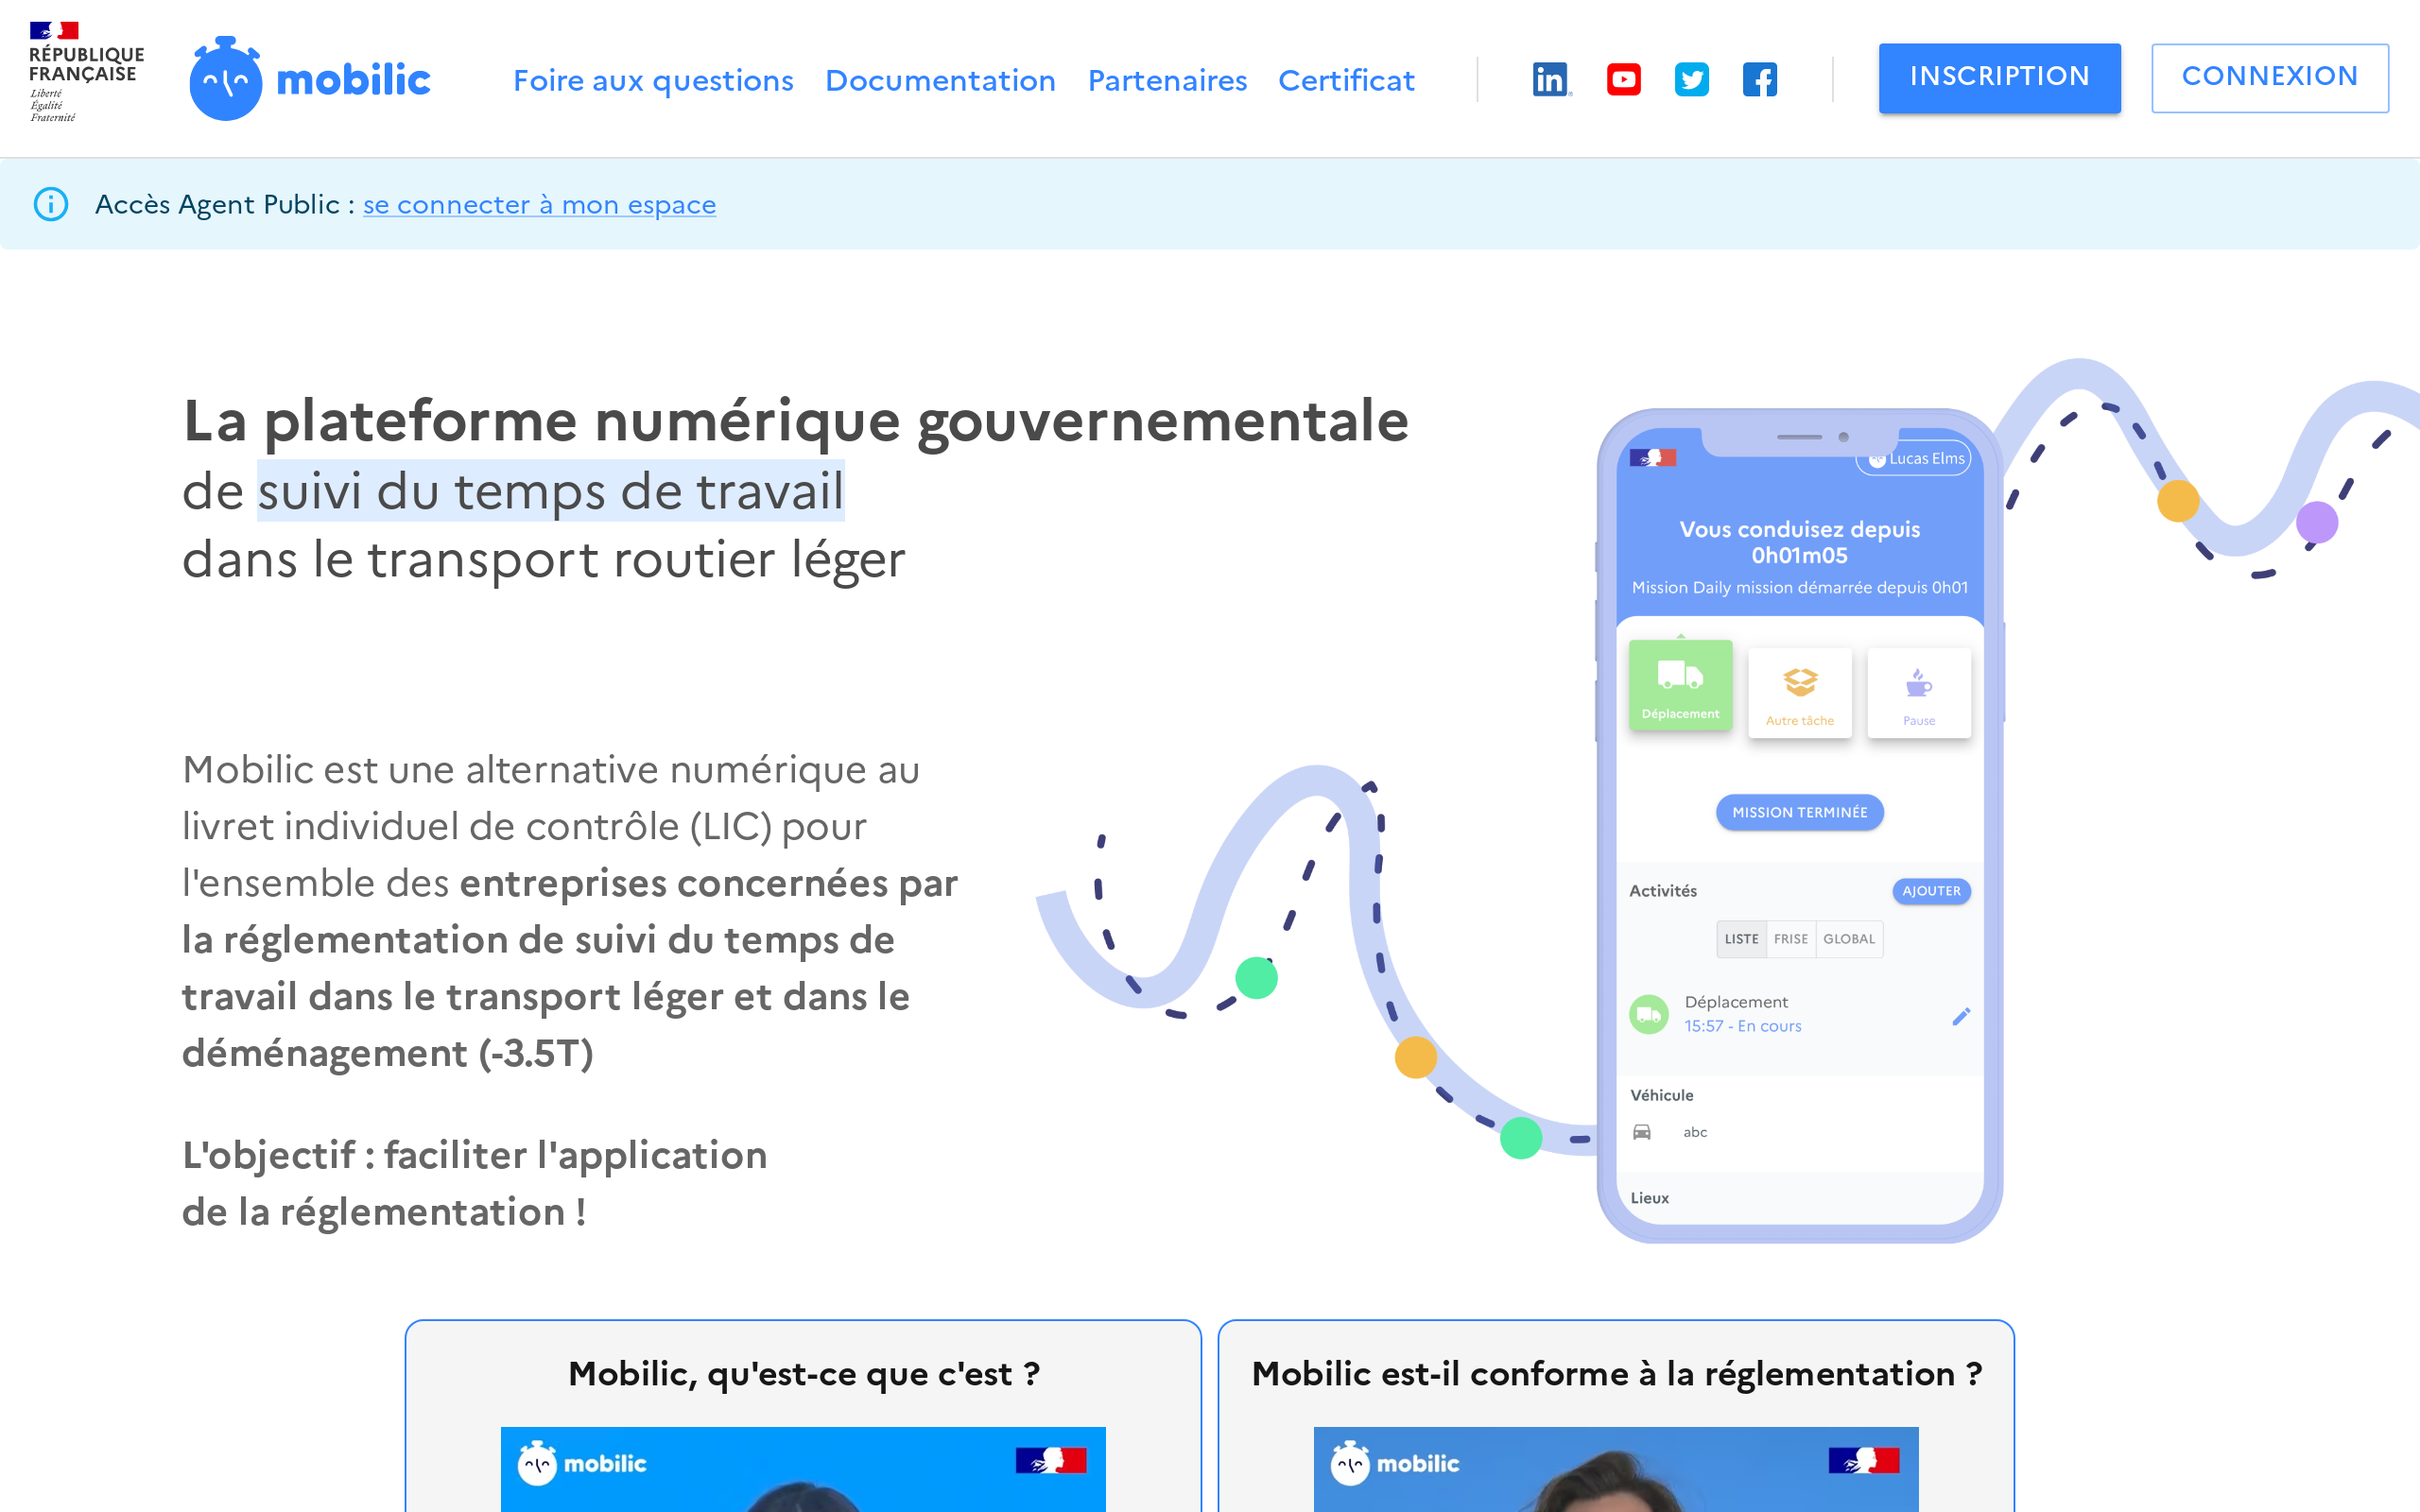 RÉPUBLIQUE
FRANÇAISE
Liberté
Égalité
Fraternité
mobilic
Foire aux questions
Documentation
Partenaires
Certificat
in
INSCRIPTION
CONNEXION
Accès Agent Public : se connecter à mon espace
La plateforme numérique gouvernementale
de suivi du temps de travail
dans le transport routier léger
Mobilic est une alternative numérique au
livret individuel de contrôle (LIC) pour
l'ensemble des entreprises concernées par
la réglementation de suivi du temps de
travail dans le transport léger et dans le
déménagement (-3.5T)
L'objectif : faciliter l'application
de la réglementation !
Lucas Elms
Vous conduisez depuis
0h01m05
Mission Daily mission démarrée depuis 0h01
Déplacement
Autre tâche
Pause
MISSION TERMINÉE
Activités
AJOUTER
LISTE
FRISE
GLOBAL
Déplacement
15:57 - En cours
Véhicule
abc
Lieux
Mobilic, qu'est-ce que c'est ?
mobilic
Mobilic est-il conforme à la réglementation ?
mobilic